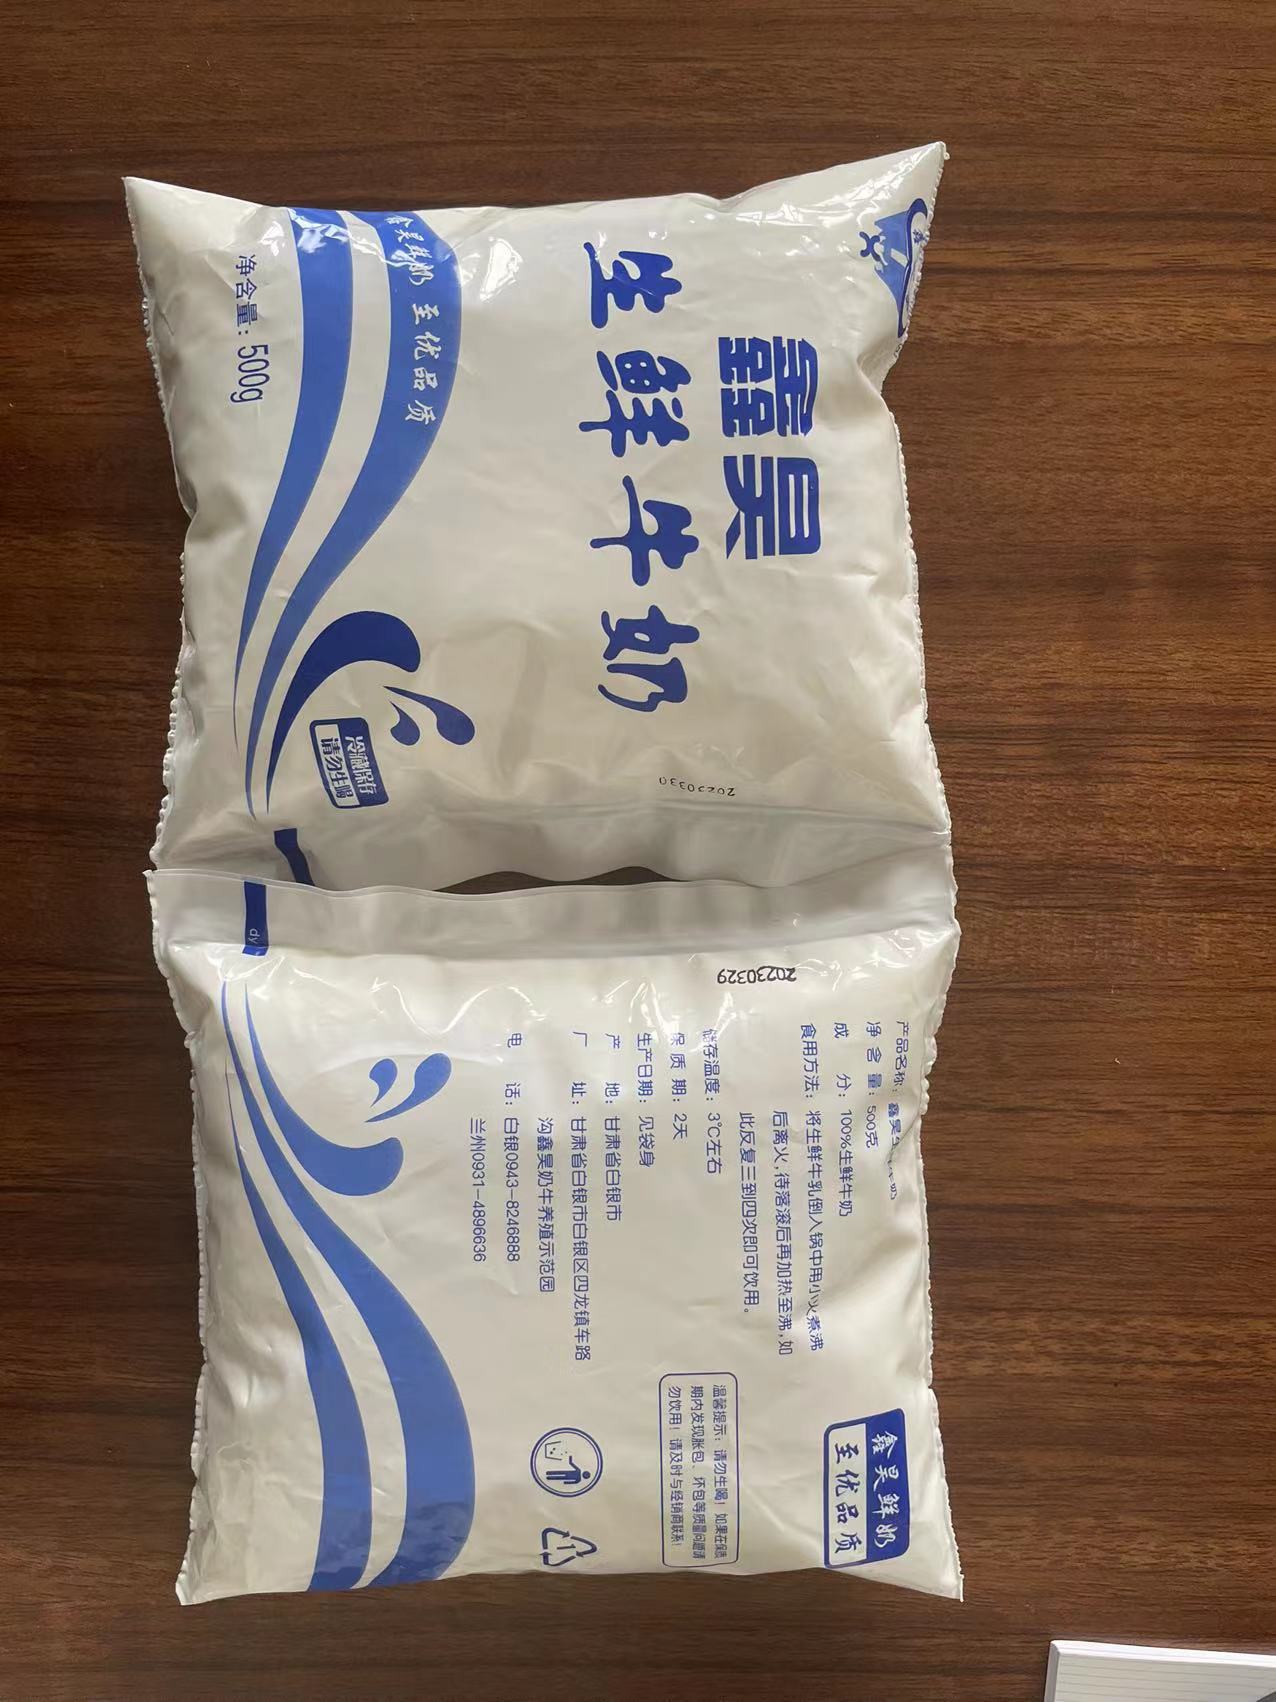 鑫昊
生鲜牛奶
鑫昊鲜奶 至优品质
净含量：500g
冷藏保存
请勿生喝
20230330
dy
20230329
产品名称：鑫昊
净含量：500克
成 分：100%生鲜牛奶
食用方法：将生鲜牛乳倒入锅中用小火煮沸
后离火,待落滚后再加热至沸,如
此反复三到四次即可饮用。
储存温度：3℃左右
保质期：2天
生产日期：见袋身
产 地：甘肃省白银市
厂 址：甘肃省白银市白银区四龙镇车路
沟鑫昊奶牛养殖示范园
电 话：白银0943-8246888
兰州0931-4896636
鑫昊鲜奶
至优品质
温馨提示：请勿生喝！如果在保质
期内发现胀包、坏包等质量问题请
勿饮用！请及时与经销商联系!
1